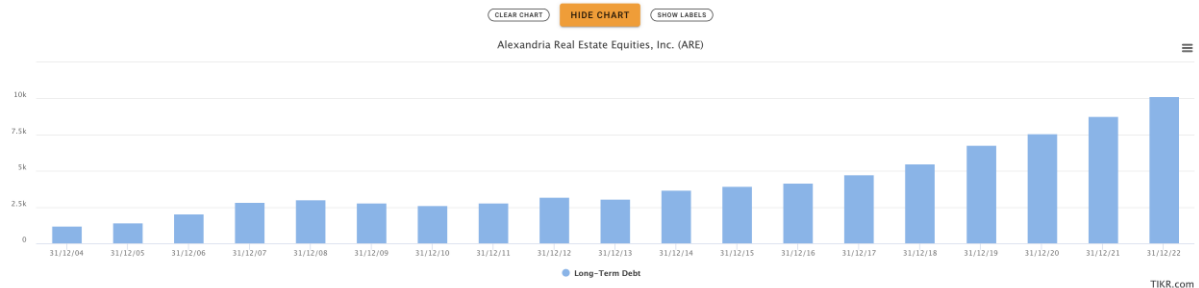 CLEAR CHART HIDE CHART SHOW LABELS
Alexandria Real Estate Equities, Inc. (ARE)
10k
7.5k
5k
2.5k
0
31/12/04 31/12/05 31/12/06 31/12/07 31/12/08 31/12/09 31/12/10 31/12/11 31/12/12 31/12/13 31/12/14 31/12/15 31/12/16 31/12/17 31/12/18 31/12/19 31/12/20 31/12/21 31/12/22
Long-Term Debt
TIKR.com